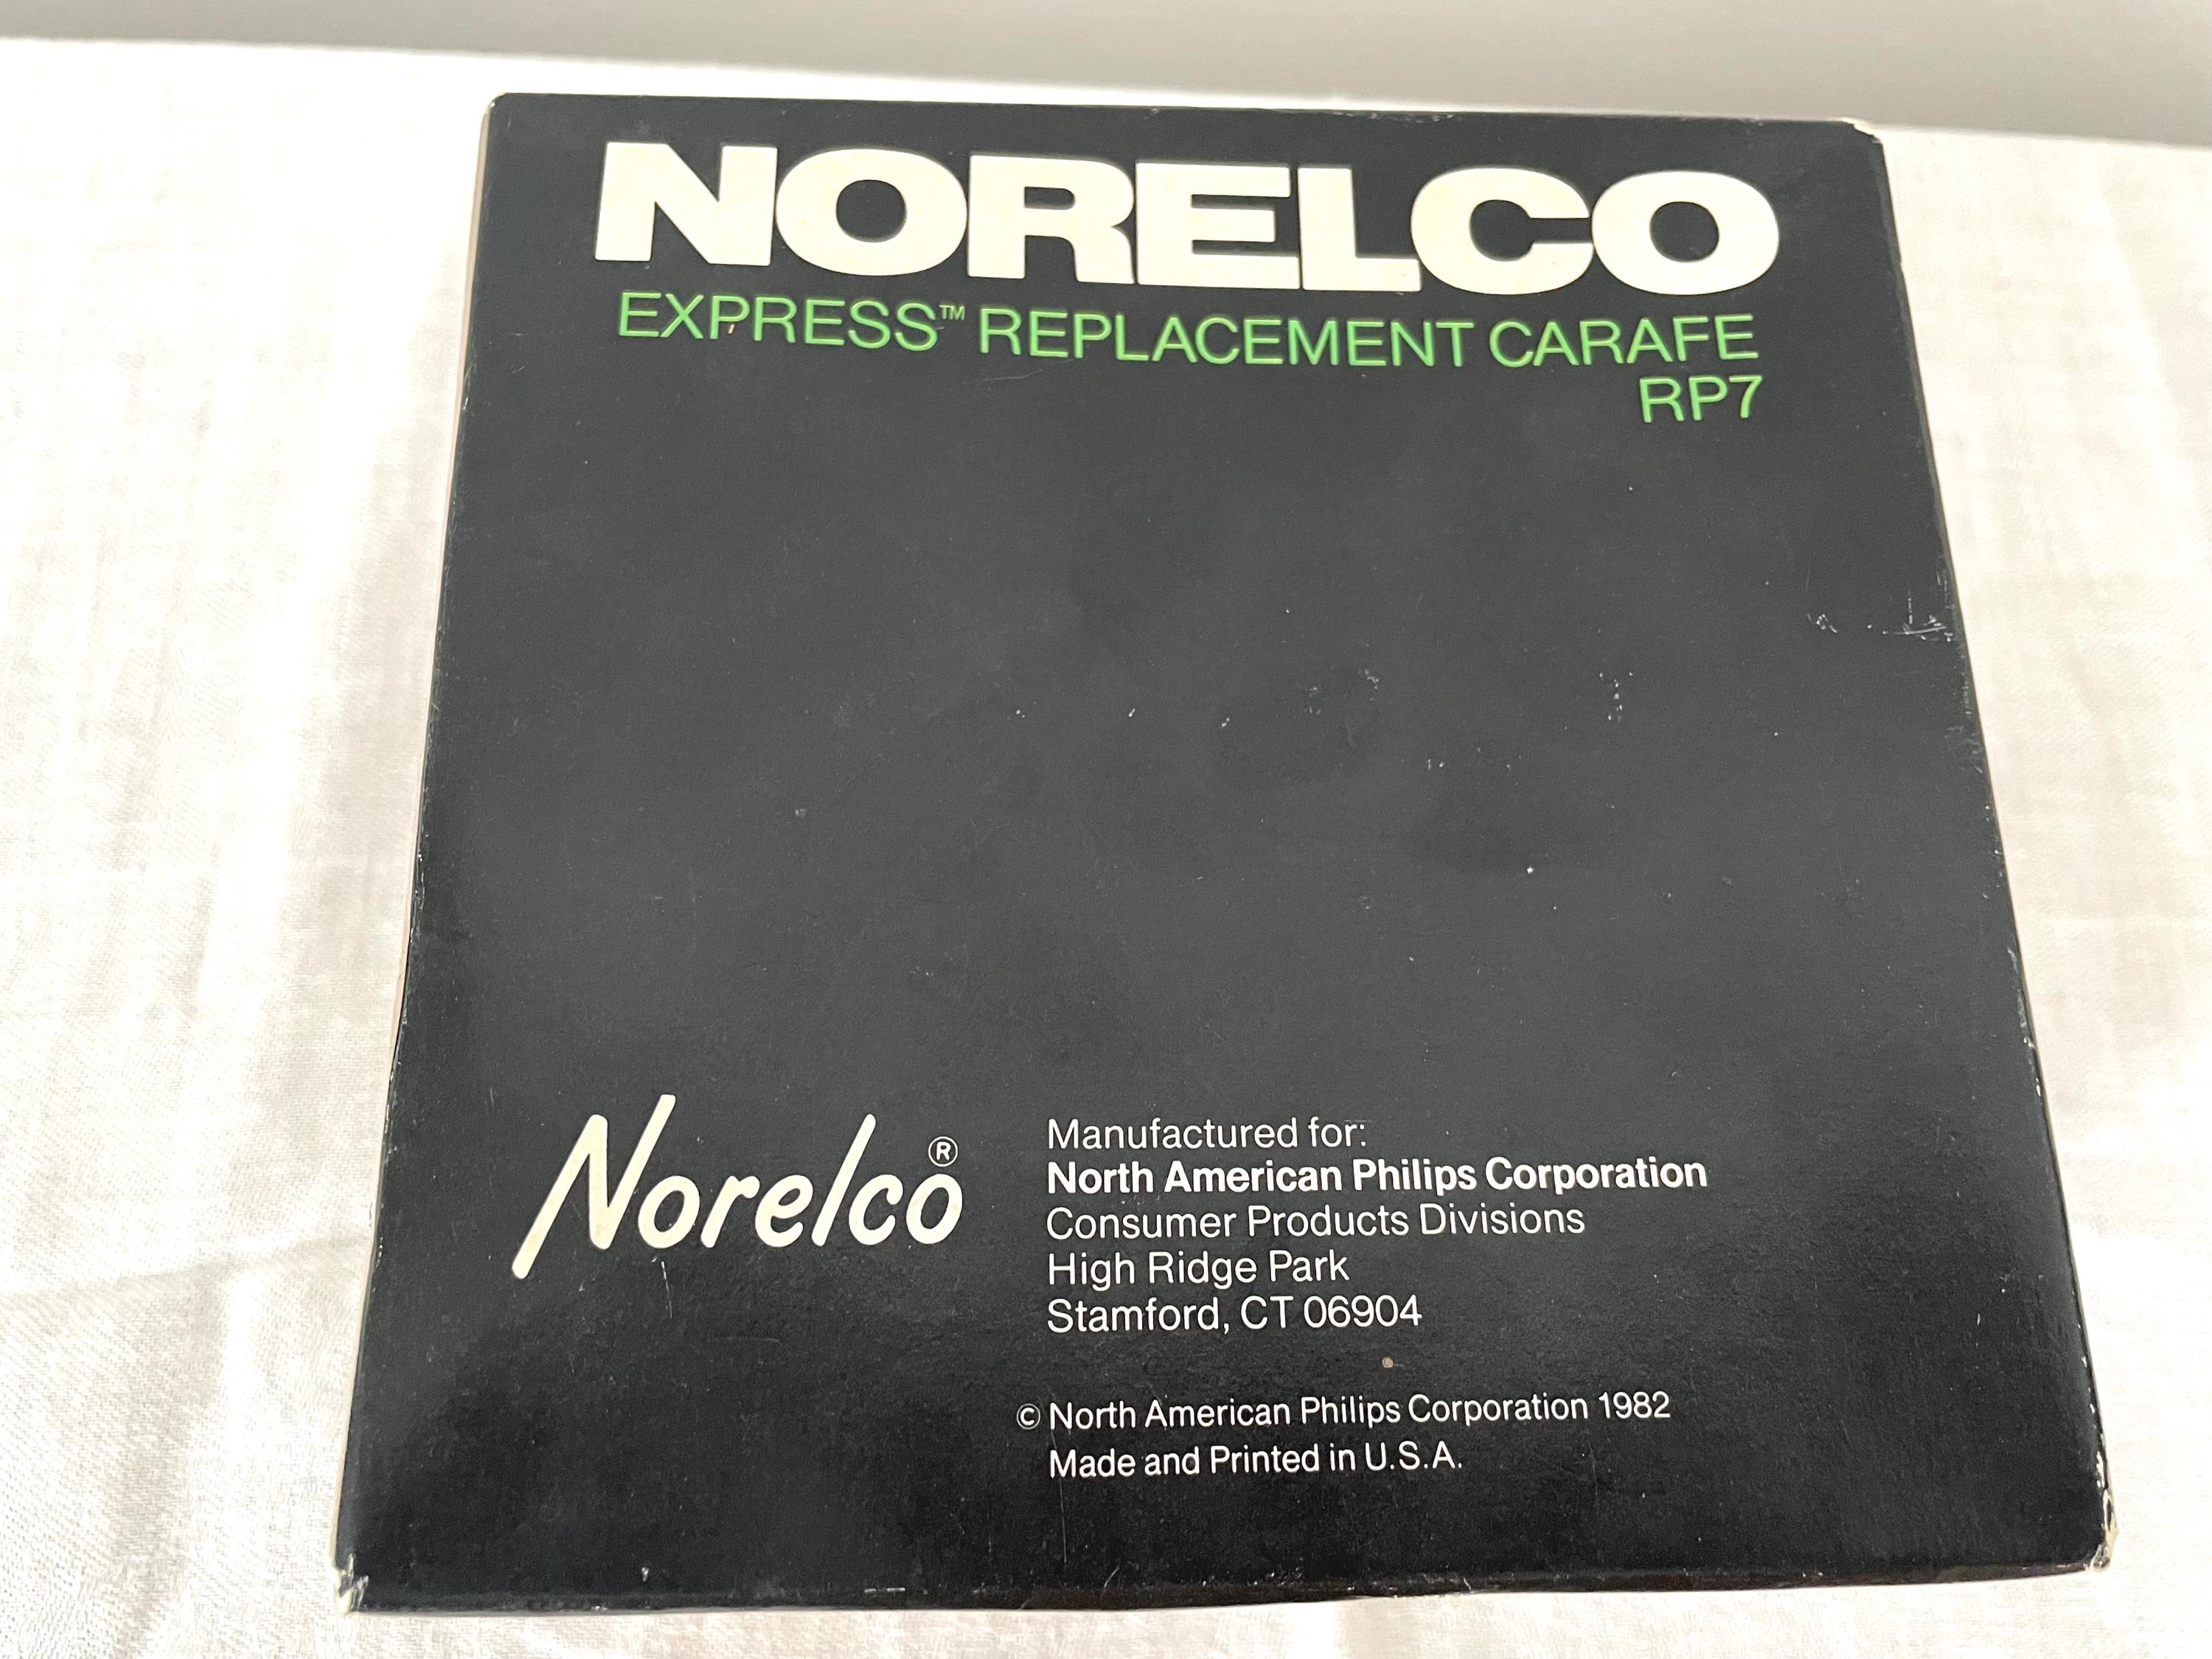 NORELCO
EXPRESS™ REPLACEMENT CARAFE
RP7
Norelco®
Manufactured for:
North American Philips Corporation
Consumer Products Divisions
High Ridge Park
Stamford, CT 06904
© North American Philips Corporation 1982
Made and Printed in U.S.A.